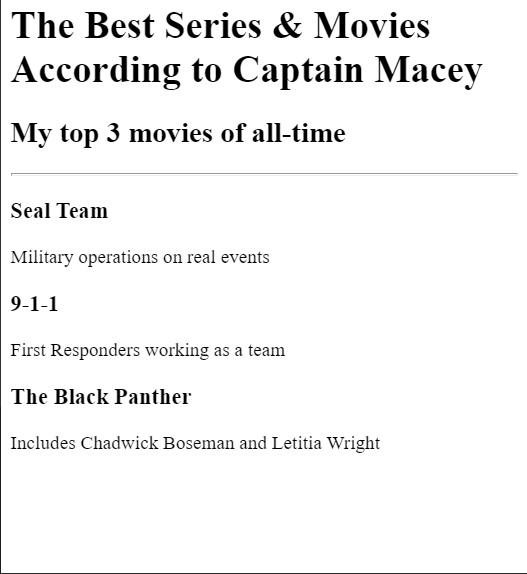 The Best Series & Movies
According to Captain Macey
My top 3 movies of all-time
Seal Team
Military operations on real events
9-1-1
First Responders working as a team
The Black Panther
Includes Chadwick Boseman and Letitia Wright